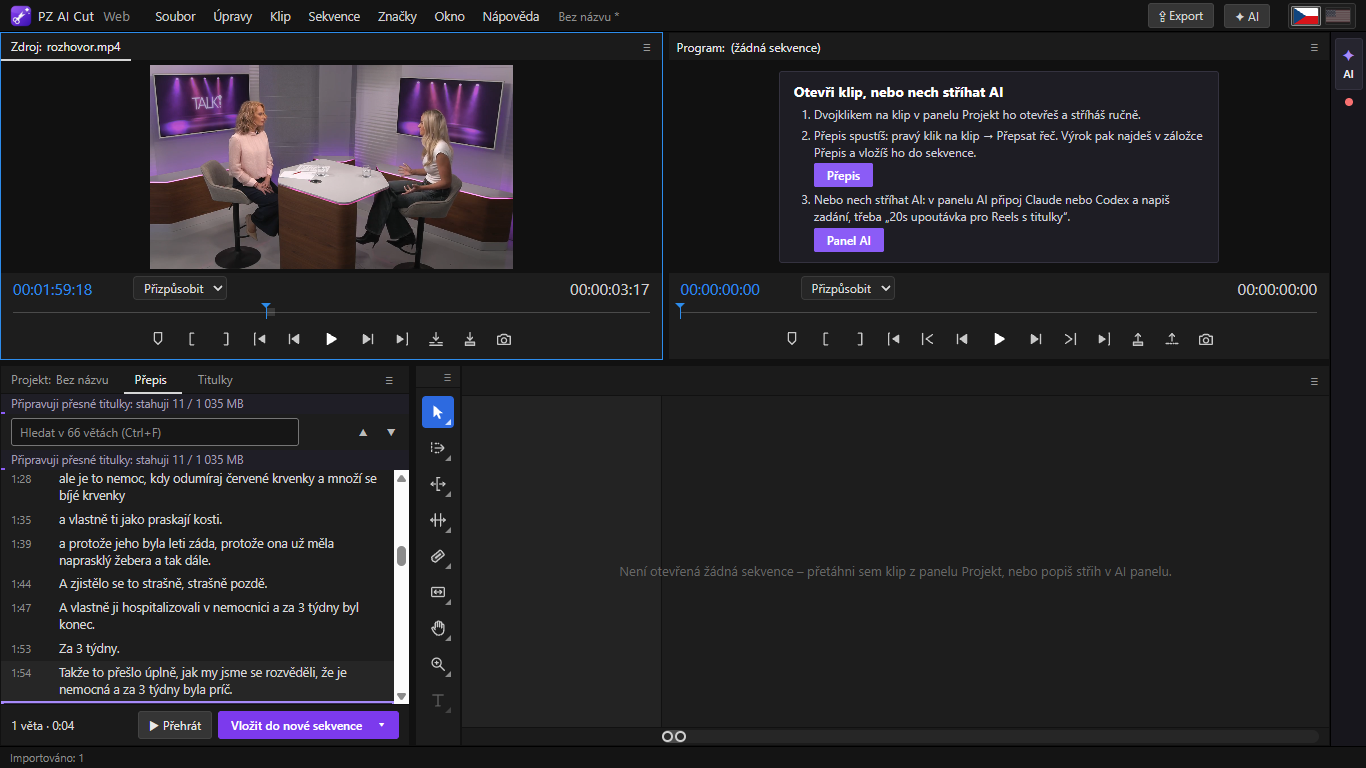 PZ AI Cut Web Soubor Úpravy Klip Sekvence Značky Okno Nápověda Bez názvu * Export AI
Zdroj: rozhovor.mp4
TALK!
00:01:59:18 Přizpůsobit 00:00:03:17
Program: (žádná sekvence)
Otevři klip, nebo nech stříhat AI
1. Dvojklikem na klip v panelu Projekt ho otevřeš a stříháš ručně.
2. Přepis spustíš: pravý klik na klip → Přepsat řeč. Výrok pak najdeš v záložce
Přepis a vložíš ho do sekvence.
Přepis
3. Nebo nech stříhat AI: v panelu AI připoj Claude nebo Codex a napiš
zadání, třeba „20s upoutávka pro Reels s titulky“.
Panel AI
00:00:00:00 Přizpůsobit 00:00:00:00
AI
Projekt: Bez názvu Přepis Titulky
Připravuji přesné titulky: stahuji 11 / 1 035 MB
Hledat v 66 větách (Ctrl+F)
Připravuji přesné titulky: stahuji 11 / 1 035 MB
1:28 ale je to nemoc, kdy odumíraj červené krvenky a množí se
bíjé krvenky
1:35 a vlastně ti jako praskají kosti.
1:39 a protože jeho byla leti záda, protože ona už měla
naprasklý žebera a tak dále.
1:44 A zjistělo se to strašně, strašně pozdě.
1:47 A vlastně ji hospitalizovali v nemocnici a za 3 týdny byl
konec.
1:53 Za 3 týdny.
1:54 Takže to přešlo úplně, jak my jsme se rozvěděli, že je
nemocná a za 3 týdny byla príč.
1 věta · 0:04 Přehrát Vložit do nové sekvence
Není otevřená žádná sekvence – přetáhni sem klip z panelu Projekt, nebo popiš střih v AI panelu.
Importováno: 1